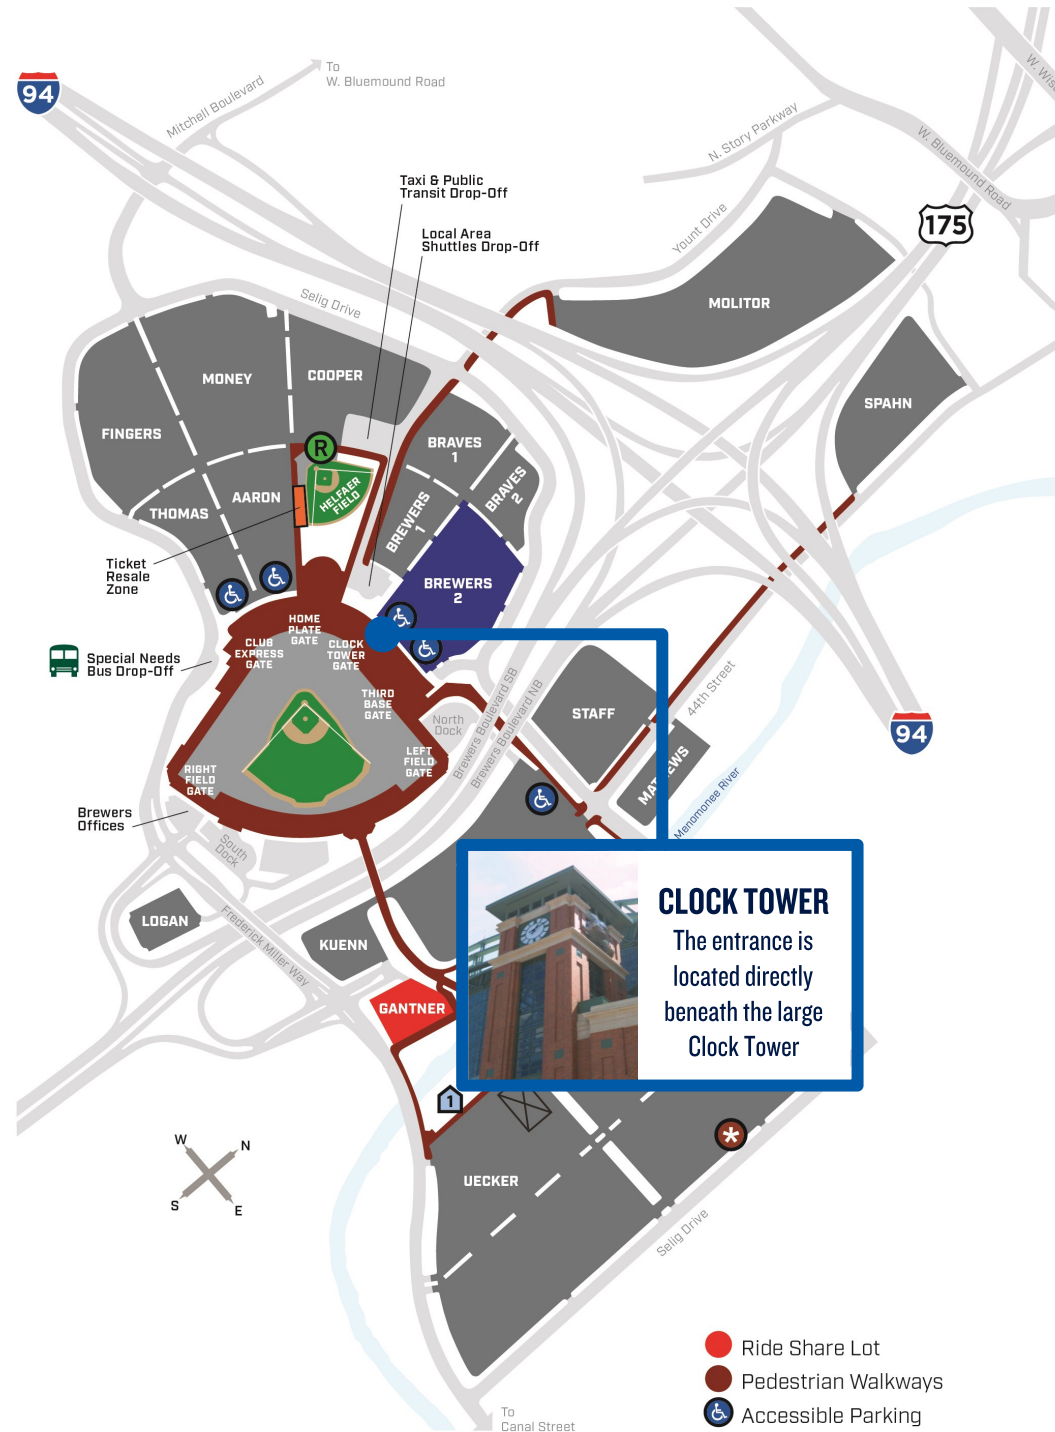 94
To
W. Bluemound Road
Mitchell Boulevard
N. Story Parkway
W. Bluemound Road
175
Taxi & Public
Transit Drop-Off
Local Area
Shuttles Drop-Off
Yount Drive
Selig Drive
MOLITOR
MONEY
COOPER
SPAHN
FINGERS
BRAVES
1
R
BRAVES
2
AARON
HELFAER
FIELD
THOMAS
BREWERS
1
Ticket
Resale
Zone
BREWERS
2
HOME
PLATE
GATE
CLUB
EXPRESS
GATE
CLOCK
TOWER
GATE
Special Needs
Bus Drop-Off
THIRD
BASE
GATE
North
Dock
Brewers Boulevard SB
Brewers Boulevard NB
STAFF
44th Street
94
LEFT
FIELD
GATE
RIGHT
FIELD
GATE
Brewers
Offices
Menomonee River
South
Dock
LOGAN
Frederick Miller Way
KUENN
GANTNER
CLOCK TOWER
The entrance is
located directly
beneath the large
Clock Tower
1
W
N
S
E
*
UECKER
Selig Drive
Ride Share Lot
Pedestrian Walkways
Accessible Parking
To
Canal Street